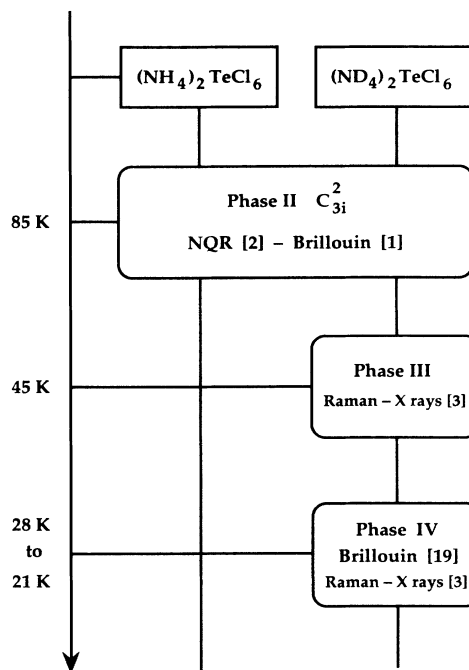 (NH4)2 TeCl6
(ND4)2 TeCl6
Phase II C²3i
85 K
NQR [2] – Brillouin [1]
Phase III
45 K
Raman – X rays [3]
28 K
to
21 K
Phase IV
Brillouin [19]
Raman – X rays [3]